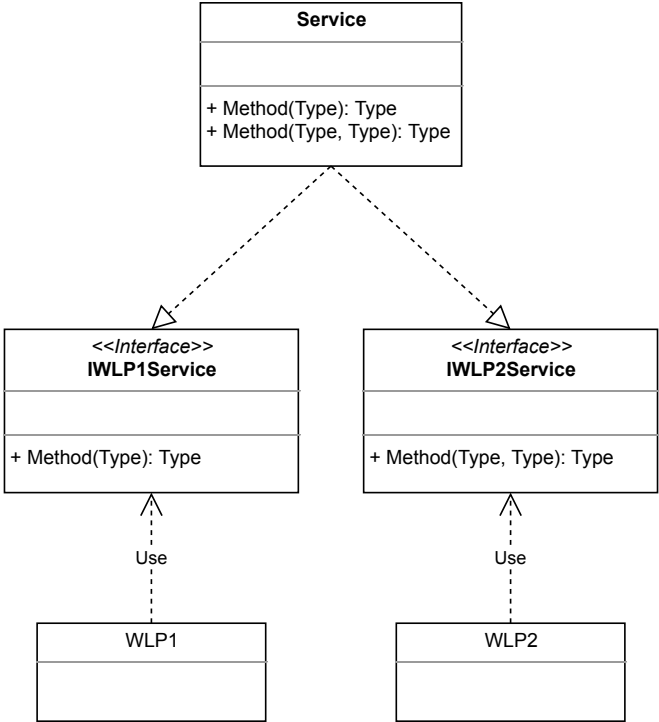 Service
+ Method(Type): Type
+ Method(Type, Type): Type
<<Interface>>
IWLP1Service
+ Method(Type): Type
<<Interface>>
IWLP2Service
+ Method(Type, Type): Type
Use
Use
WLP1
WLP2